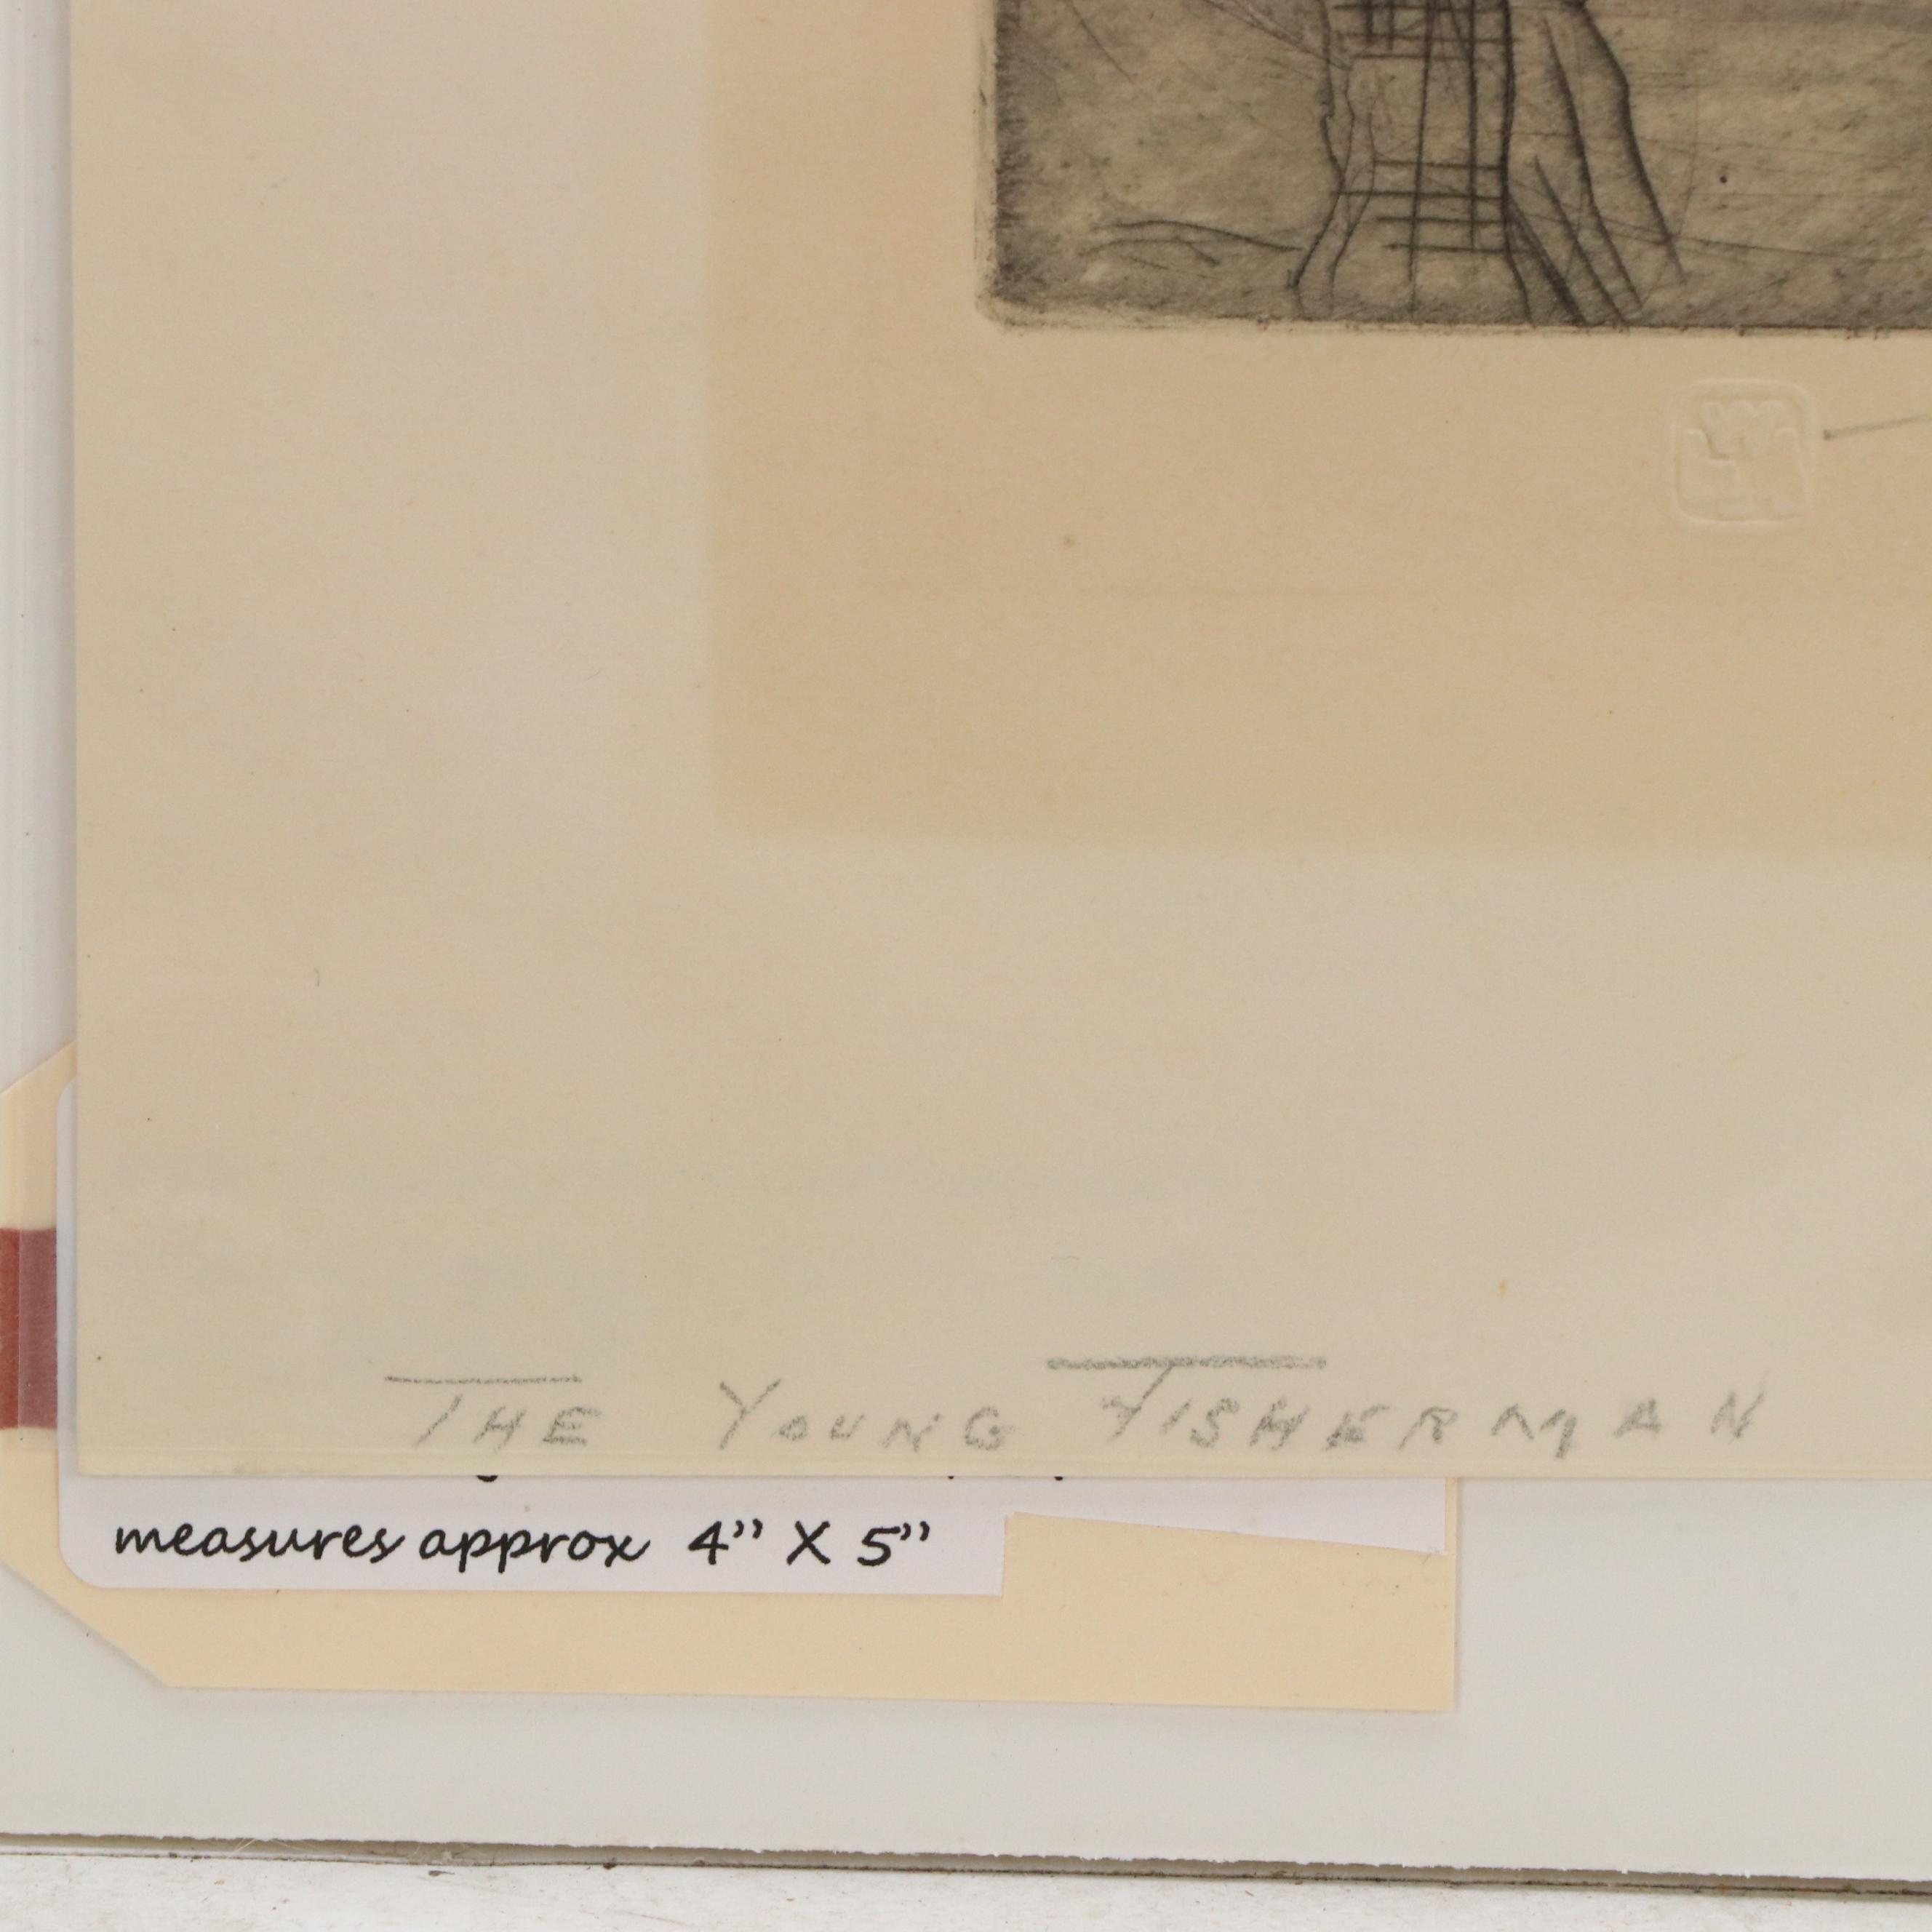 THE YOUNG FISHERMAN
measures approx 4” X 5”